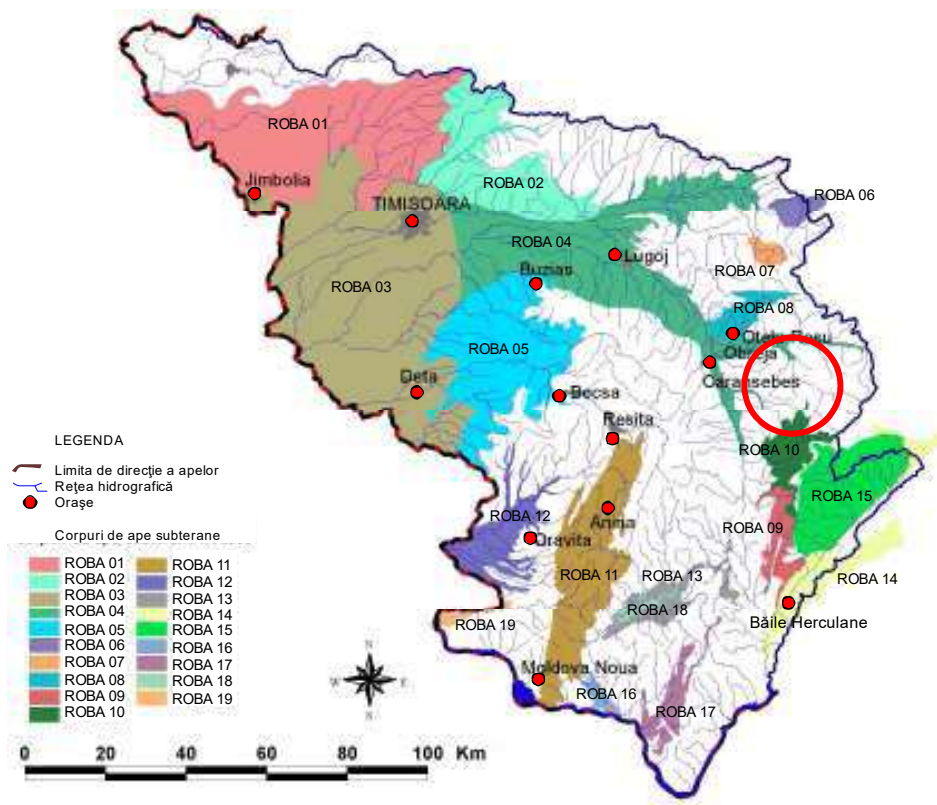 ROBA 01
ROBA 02
ROBA 06
Jimbolia
TIMISOARA
ROBA 04
Lugoj
Buzias
ROBA 07
ROBA 03
ROBA 08
Otelu Rosu
Obreja
ROBA 05
Caransebes
Deta
Bocsa
Resita
ROBA 10
ROBA 15
LEGENDA
Limita de direcție a apelor
Rețea hidrografică
Orașe
Corpuri de ape subterane
ROBA 01
ROBA 02
ROBA 03
ROBA 04
ROBA 05
ROBA 06
ROBA 07
ROBA 08
ROBA 09
ROBA 10
ROBA 11
ROBA 12
ROBA 13
ROBA 14
ROBA 15
ROBA 16
ROBA 17
ROBA 18
ROBA 19
Anina
ROBA 12
Oravita
ROBA 09
ROBA 11
ROBA 13
ROBA 14
ROBA 18
ROBA 19
Băile Herculane
Moldova Noua
ROBA 16
ROBA 17
N
W
E
S
0 20 40 60 80 100 Km